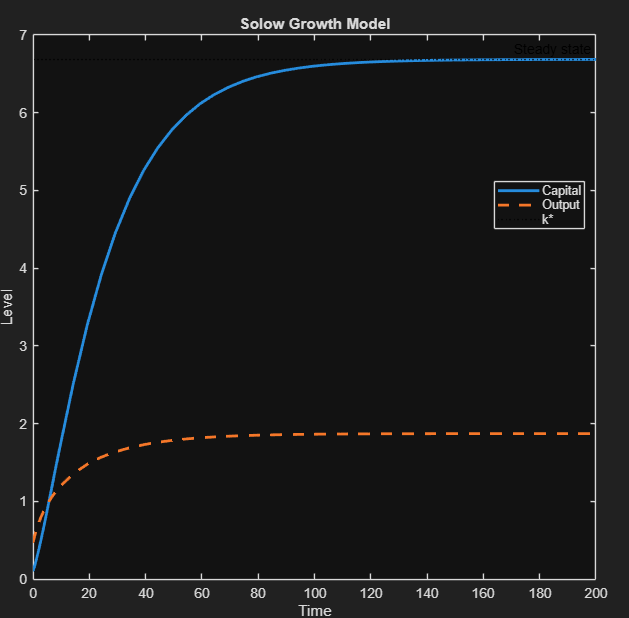 Solow Growth Model
7
Steady state
6
5
4
3
2
1
0
Level
Capital
Output
k*
0 20 40 60 80 100 120 140 160 180 200
Time